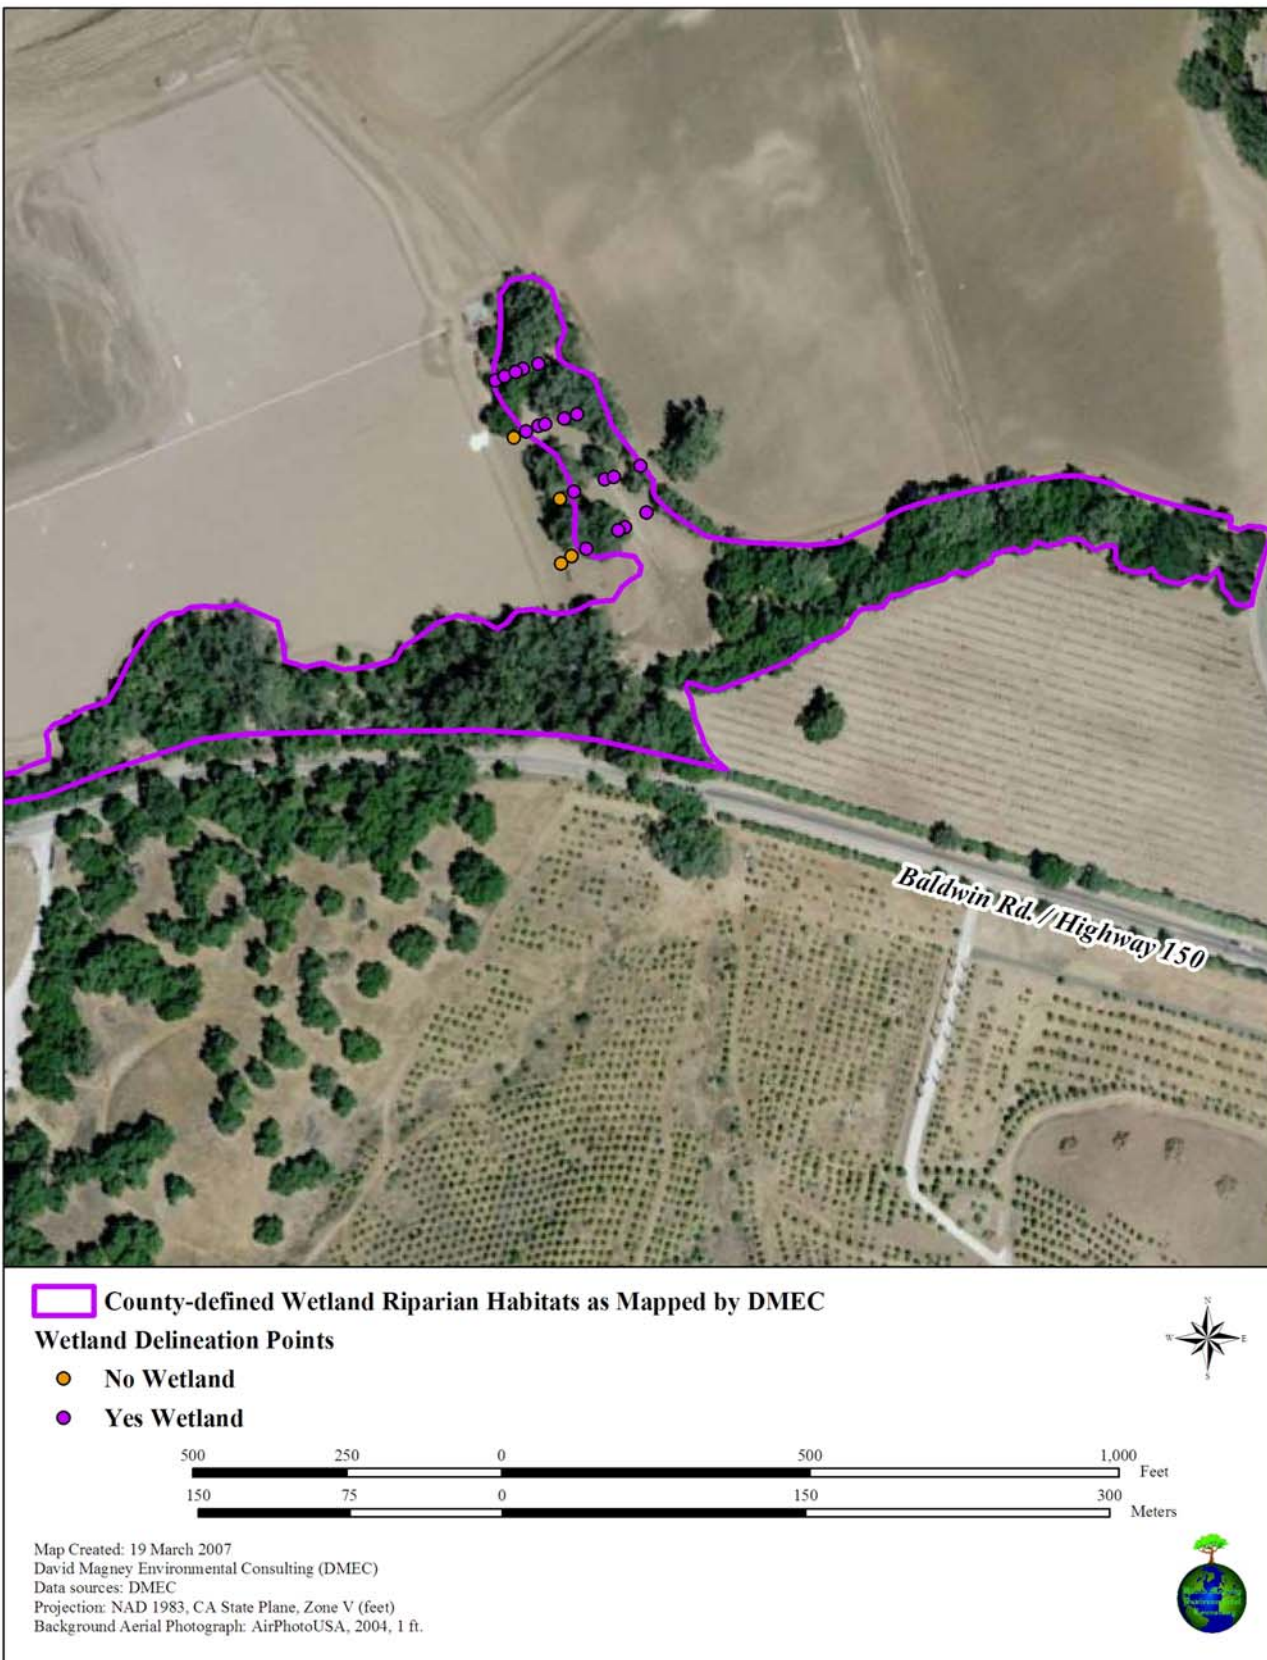 Baldwin Rd. / Highway 150
County-defined Wetland Riparian Habitats as Mapped by DMEC
Wetland Delineation Points
No Wetland
Yes Wetland
N
W E
S
500 250 0 500 1,000
Feet
150 75 0 150 300
Meters
Map Created: 19 March 2007
David Magney Environmental Consulting (DMEC)
Data sources: DMEC
Projection: NAD 1983, CA State Plane, Zone V (feet)
Background Aerial Photograph: AirPhotoUSA, 2004, 1 ft.